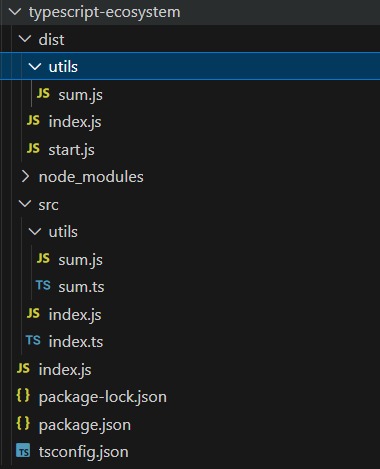 typescript-ecosystem
dist
utils
JS sum.js
JS index.js
JS start.js
node_modules
src
utils
JS sum.js
TS sum.ts
JS index.js
TS index.ts
JS index.js
{} package-lock.json
{} package.json
TS tsconfig.json